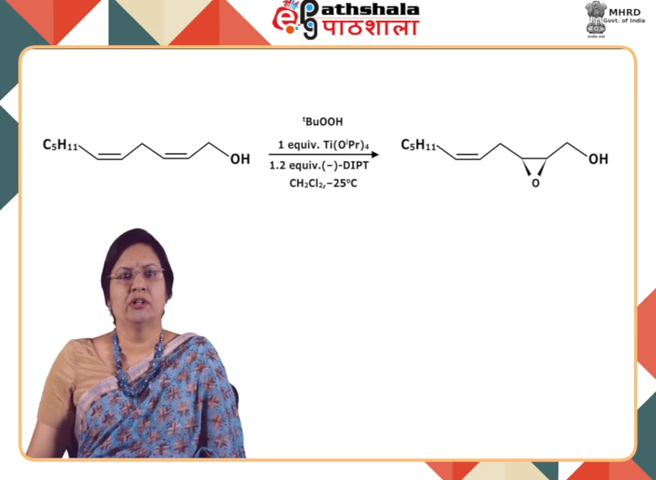 Pathshala
पाठशाला
MHRD
Govt. of India
ᵗBuOOH
1 equiv. Ti(OⁱPr)₄
1.2 equiv.(−)-DIPT
CH₂Cl₂,−25°C
C₅H₁₁
OH
C₅H₁₁
O
OH